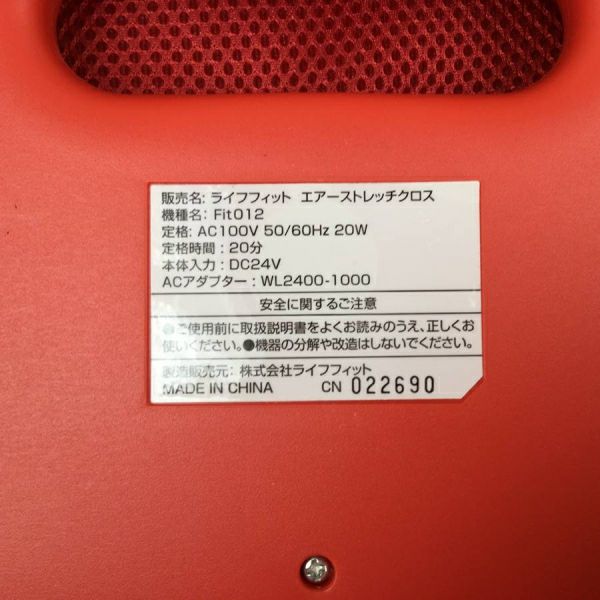 販売名: ライフフィット エアーストレッチクロス
機種名: Fit012
定格: AC100V 50/60Hz 20W
定格時間 : 20分
本体入力 : DC24V
ACアダプター : WL2400-1000
安全に関するご注意
●ご使用前に取扱説明書をよくお読みのうえ、正しくお
使いください。●機器の分解や改造はしないでください。
製造販売元: 株式会社ライフフィット
MADE IN CHINA CN 022690